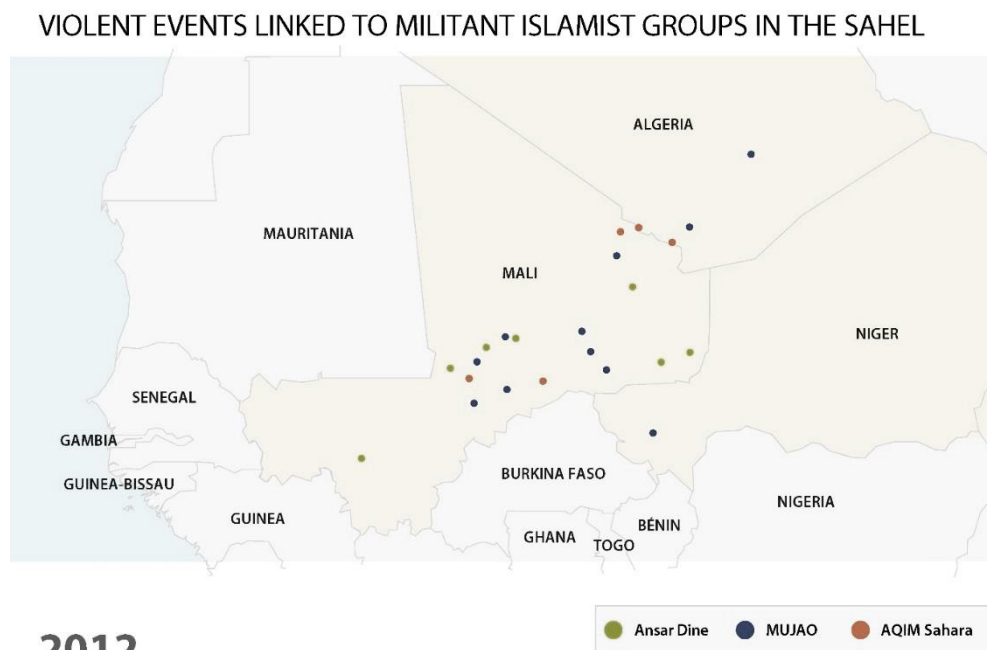 VIOLENT EVENTS LINKED TO MILITANT ISLAMIST GROUPS IN THE SAHEL
ALGERIA
MAURITANIA
MALI
NIGER
SENEGAL
GAMBIA
GUINEA-BISSAU
BURKINA FASO
NIGERIA
GUINEA
BÉNIN
GHANA
TOGO
Ansar Dine
MUJAO
AQIM Sahara
2012